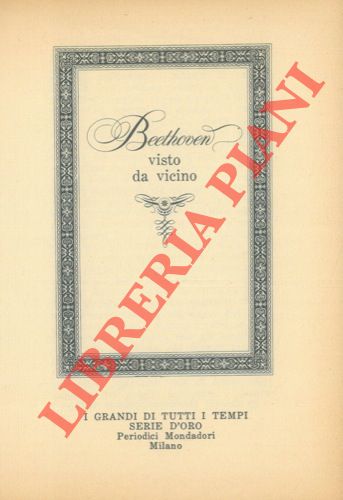 Beethoven
visto
da vicino
LIBRERIA PIANI
I GRANDI DI TUTTI I TEMPI
SERIE D'ORO
Periodici Mondadori
Milano